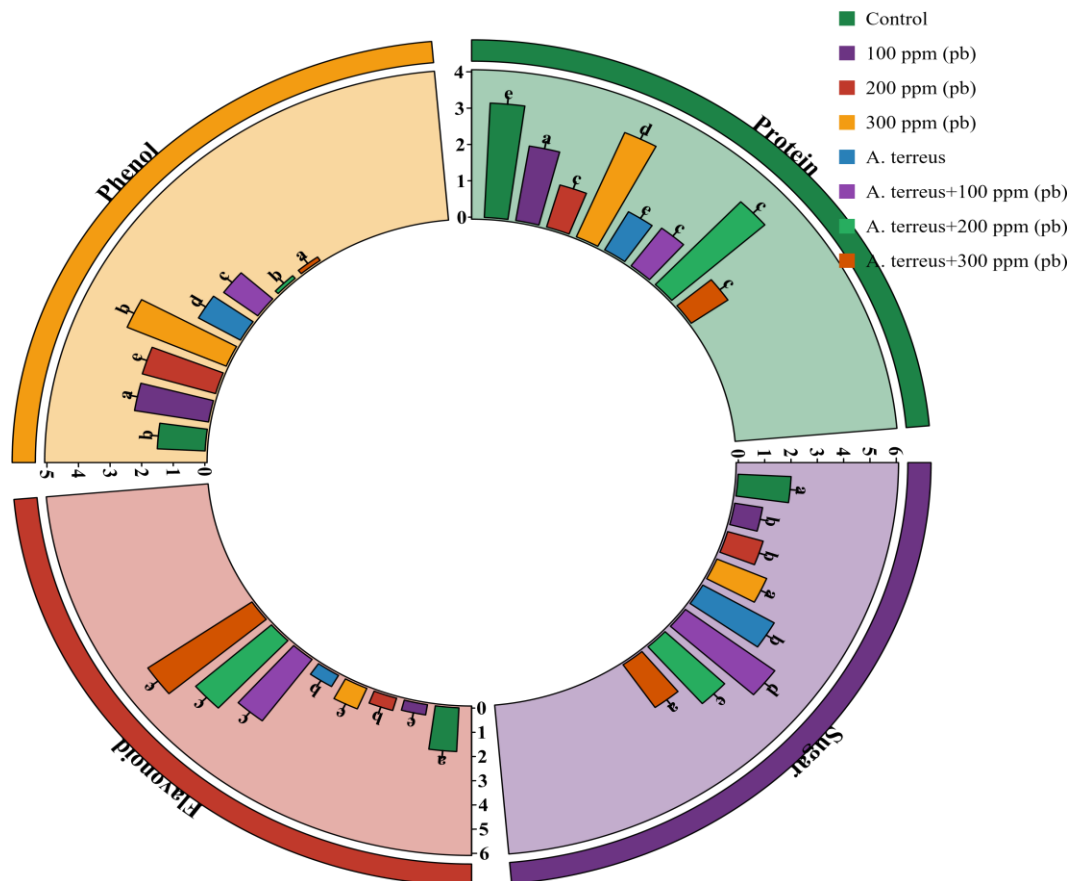 Control
100 ppm (pb)
200 ppm (pb)
300 ppm (pb)
A. terreus
A. terreus+100 ppm (pb)
A. terreus+200 ppm (pb)
A. terreus+300 ppm (pb)
Protein
4
3
2
1
0
e
a
c
d
e
c
c
c
Sugar
0
1
2
3
4
5
6
a
b
b
a
b
d
e
a
Flavonoid
0
1
2
3
4
5
6
a
e
b
e
b
c
c
c
Phenol
0
1
2
3
4
5
b
a
e
b
d
c
b
a